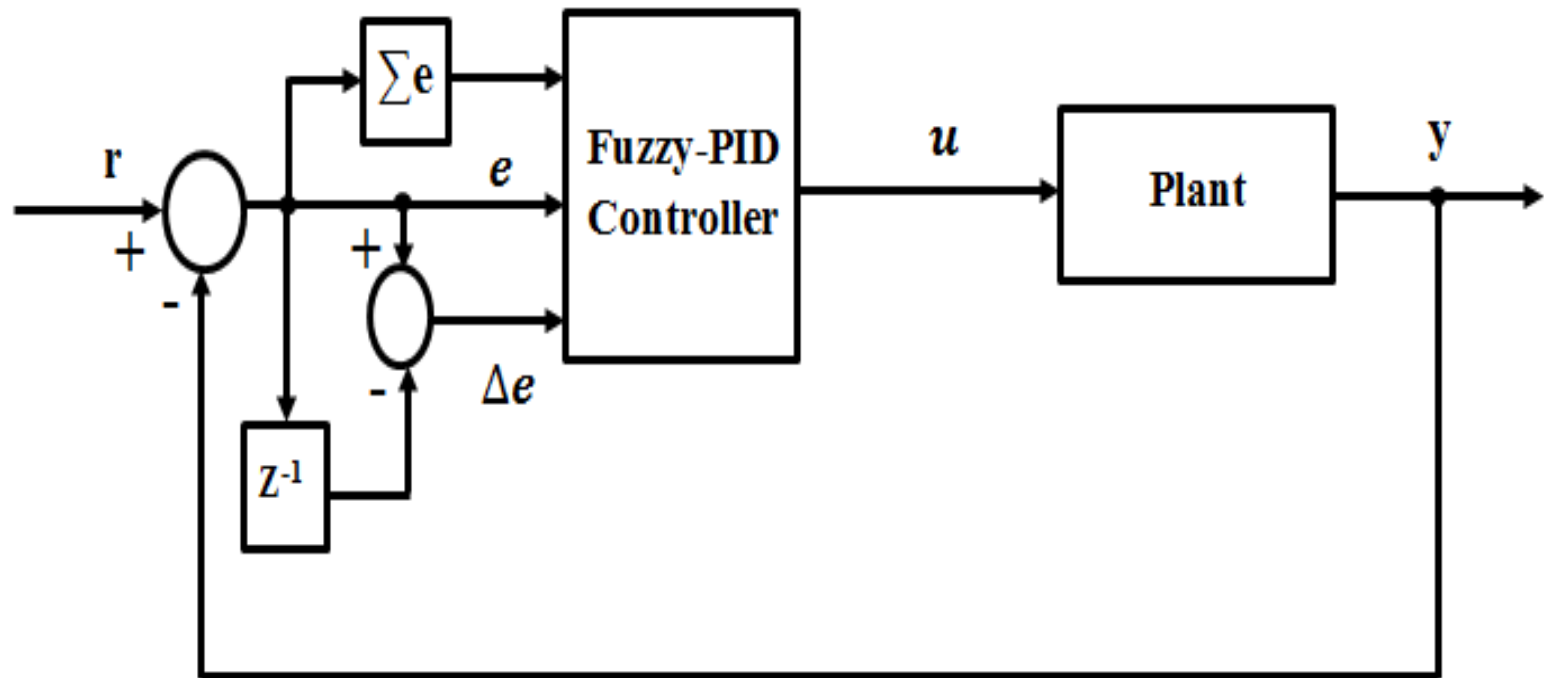 ∑e
r
e
Fuzzy-PID
Controller
u
Plant
y
+
-
+
-
Δe
z⁻¹